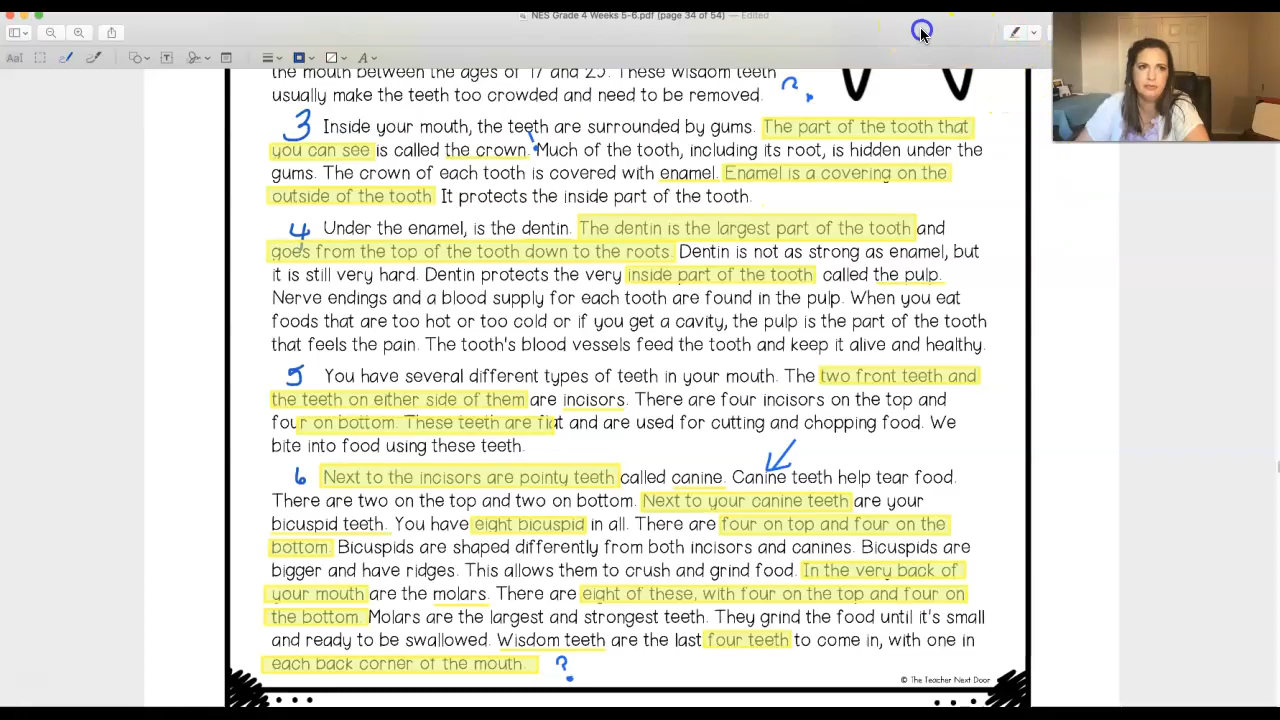 NES Grade 4 Weeks 5-6.pdf (page 34 of 54) — Edited
the mouth between the ages of 17 and 25. These wisdom teeth
usually make the teeth too crowded and need to be removed. ?
3 Inside your mouth, the teeth are surrounded by gums. The part of the tooth that
you can see is called the crown. ! Much of the tooth, including its root, is hidden under the
gums. The crown of each tooth is covered with enamel. Enamel is a covering on the
outside of the tooth It protects the inside part of the tooth.
4 Under the enamel, is the dentin. The dentin is the largest part of the tooth and
goes from the top of the tooth down to the roots. Dentin is not as strong as enamel, but
it is still very hard. Dentin protects the very inside part of the tooth called the pulp.
Nerve endings and a blood supply for each tooth are found in the pulp. When you eat
foods that are too hot or too cold or if you get a cavity, the pulp is the part of the tooth
that feels the pain. The tooth's blood vessels feed the tooth and keep it alive and healthy.
5 You have several different types of teeth in your mouth. The two front teeth and
the teeth on either side of them are incisors. There are four incisors on the top and
four on bottom. These teeth are flat and are used for cutting and chopping food. We
bite into food using these teeth.
6 Next to the incisors are pointy teeth called canine. Canine teeth help tear food.
There are two on the top and two on bottom. Next to your canine teeth are your
bicuspid teeth. You have eight bicuspid in all. There are four on top and four on the
bottom. Bicuspids are shaped differently from both incisors and canines. Bicuspids are
bigger and have ridges. This allows them to crush and grind food. In the very back of
your mouth are the molars. There are eight of these, with four on the top and four on
the bottom. Molars are the largest and strongest teeth. They grind the food until it's small
and ready to be swallowed. Wisdom teeth are the last four teeth to come in, with one in
each back corner of the mouth. ?
© The Teacher Next Door